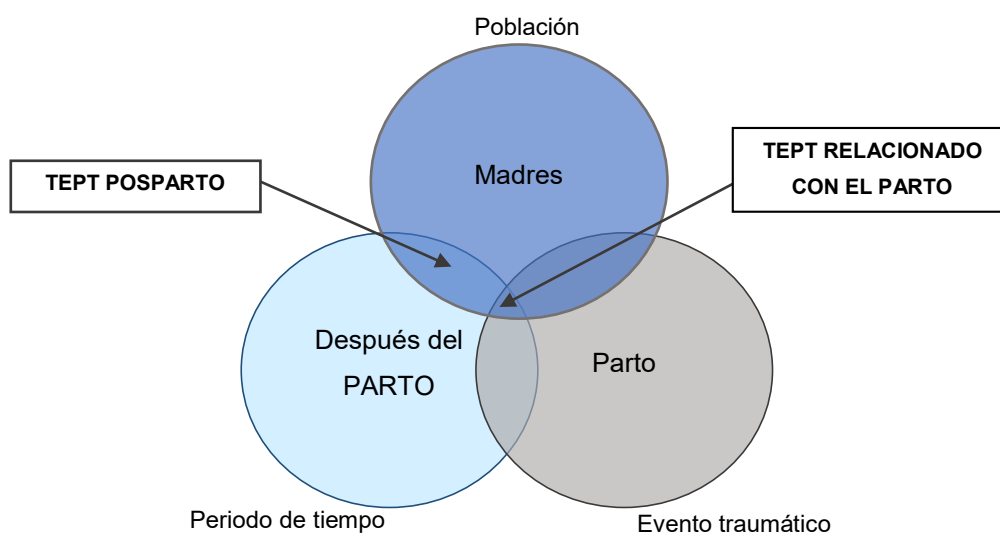 Población
TEPT POSPARTO
Madres
TEPT RELACIONADO
CON EL PARTO
Después del
PARTO
Parto
Periodo de tiempo
Evento traumático